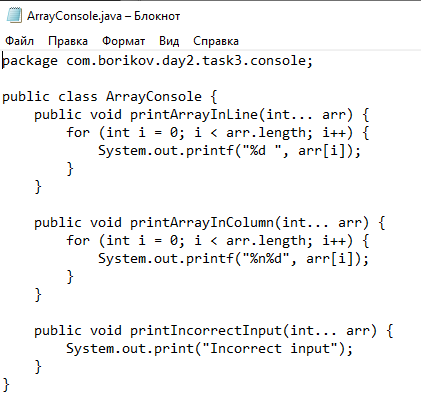 ArrayConsole.java – Блокнот
Файл Правка Формат Вид Справка
package com.borikov.day2.task3.console;

public class ArrayConsole {
    public void printArrayInLine(int... arr) {
        for (int i = 0; i < arr.length; i++) {
            System.out.printf("%d ", arr[i]);
        }
    }

    public void printArrayInColumn(int... arr) {
        for (int i = 0; i < arr.length; i++) {
            System.out.printf("%n%d", arr[i]);
        }
    }

    public void printIncorrectInput(int... arr) {
        System.out.print("Incorrect input");
    }
}